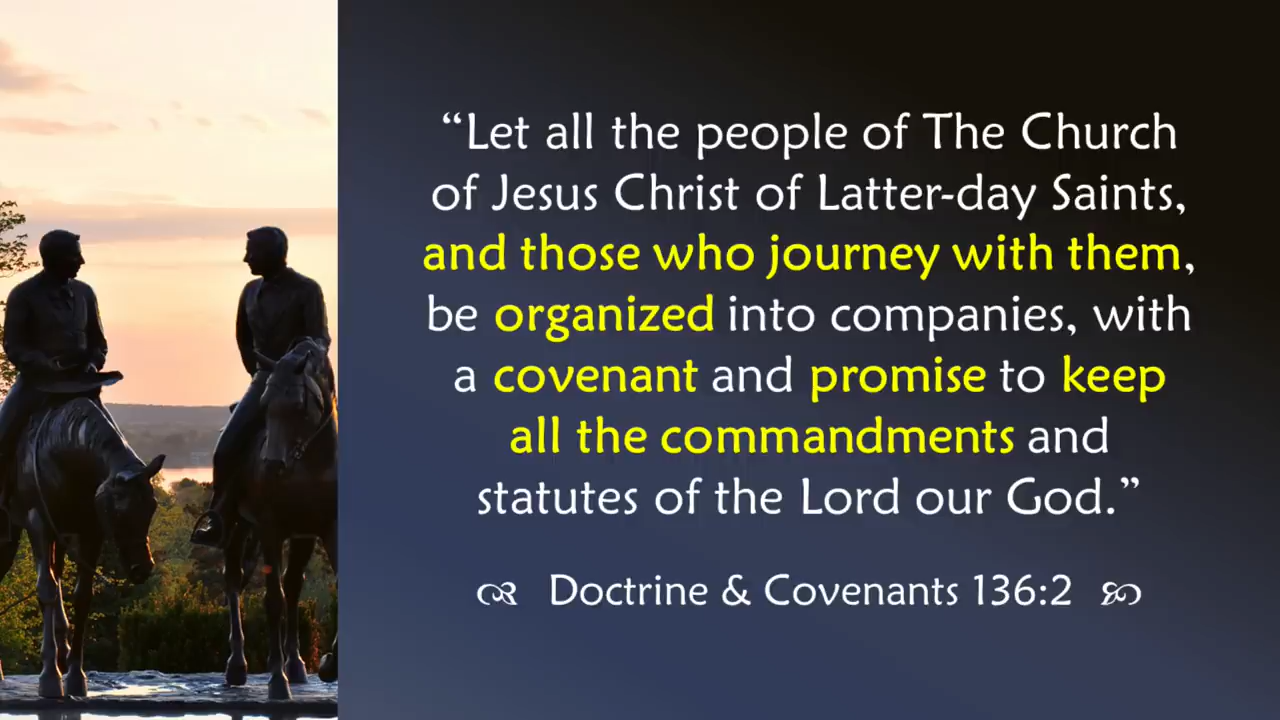 “Let all the people of The Church
of Jesus Christ of Latter-day Saints,
and those who journey with them,
be organized into companies, with
a covenant and promise to keep
all the commandments and
statutes of the Lord our God.”
Doctrine & Covenants 136:2